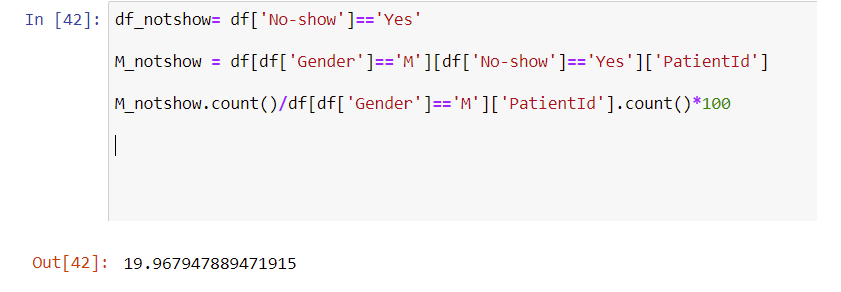 In [42]: df_notshow= df['No-show']=='Yes'
M_notshow = df[df['Gender']=='M'][df['No-show']=='Yes']['PatientId']
M_notshow.count()/df[df['Gender']=='M']['PatientId'].count()*100
Out[42]: 19.967947889471915